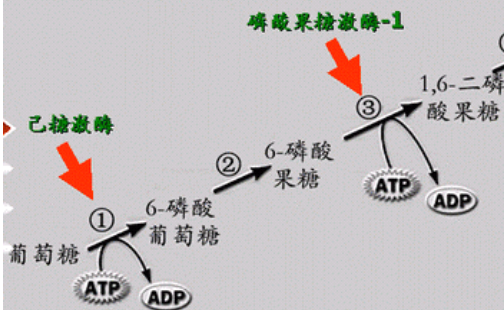 磷酸果糖激酶-1
③
1,6-二磷
酸果糖
己糖激酶
②
6-磷酸
果糖
ATP
ADP
①
6-磷酸
葡萄糖
葡萄糖
ATP
ADP